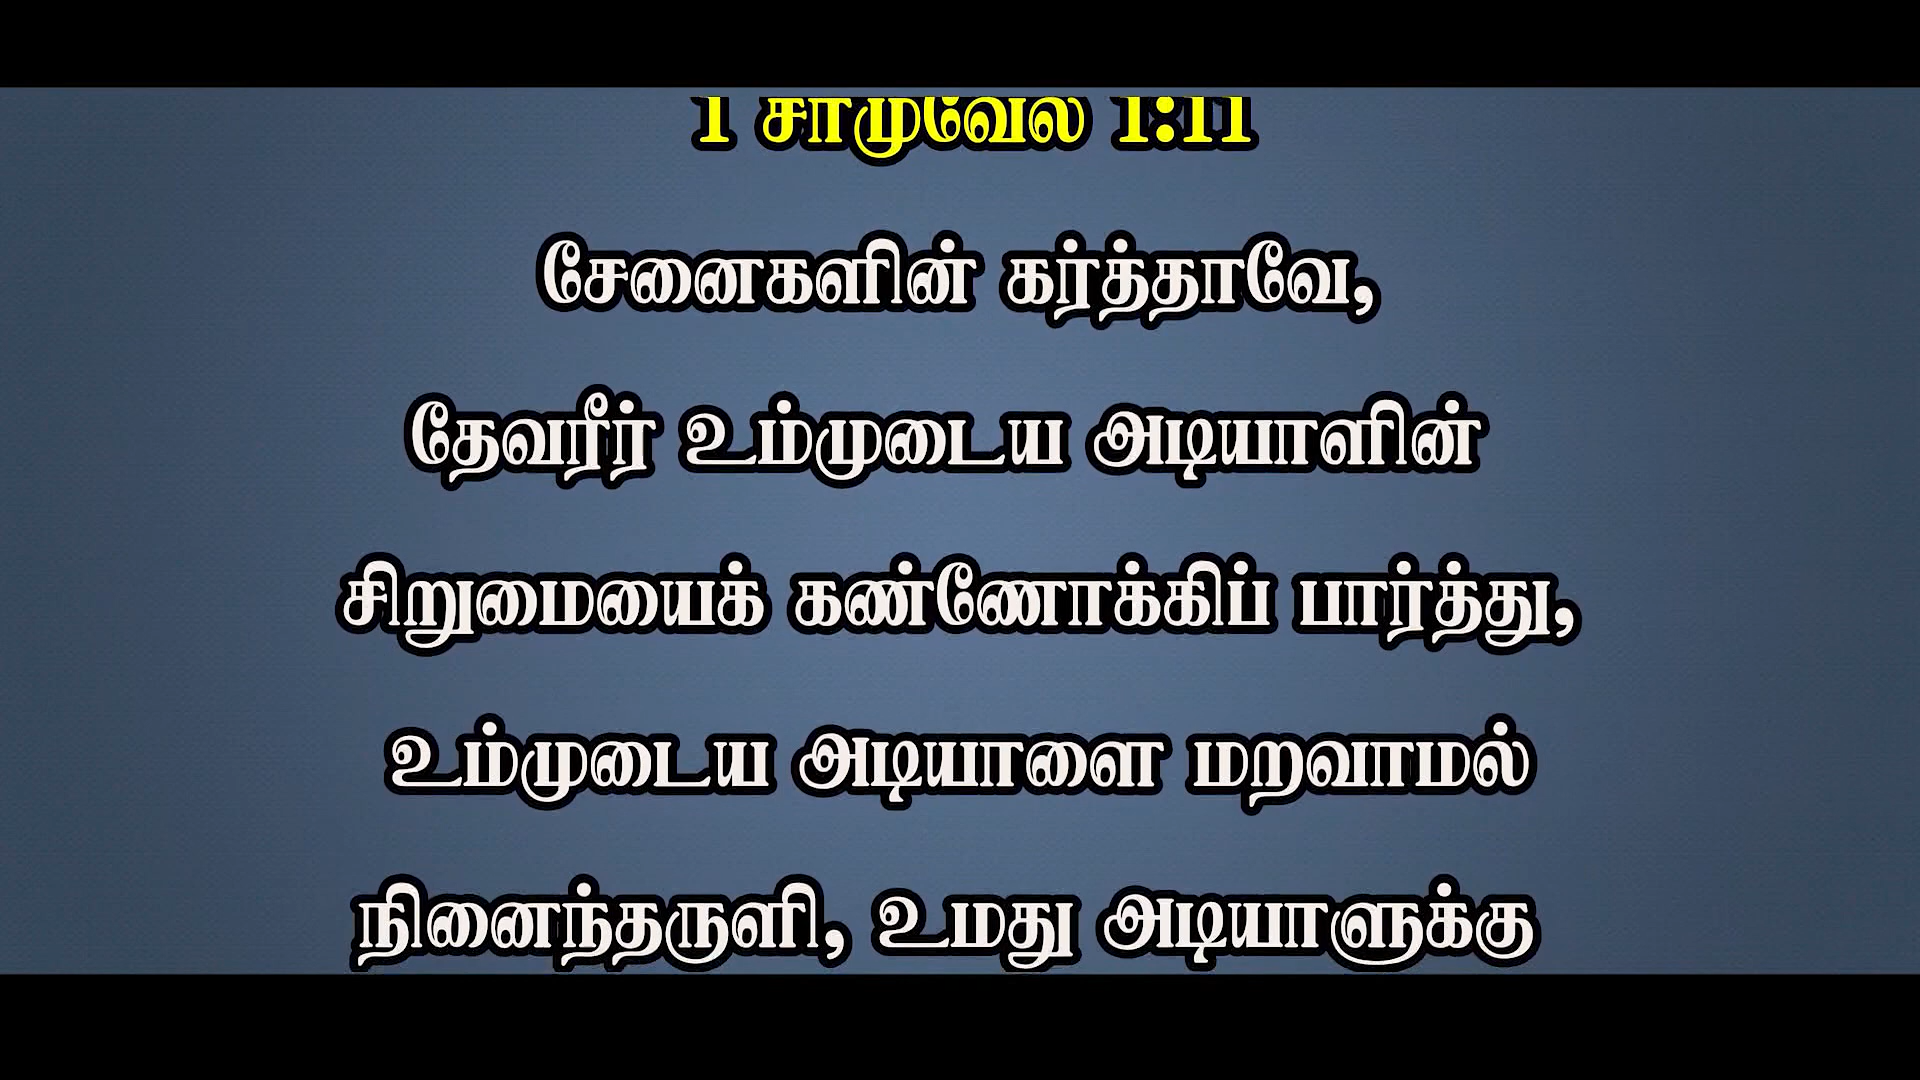 1 சாமுவேல் 1:11
சேனைகளின் கர்த்தாவே,
தேவரீர் உம்முடைய அடியாளின்
சிறுமையைக் கண்ணோக்கிப் பார்த்து,
உம்முடைய அடியாளை மறவாமல்
நினைந்தருளி, உமது அடியாளுக்கு